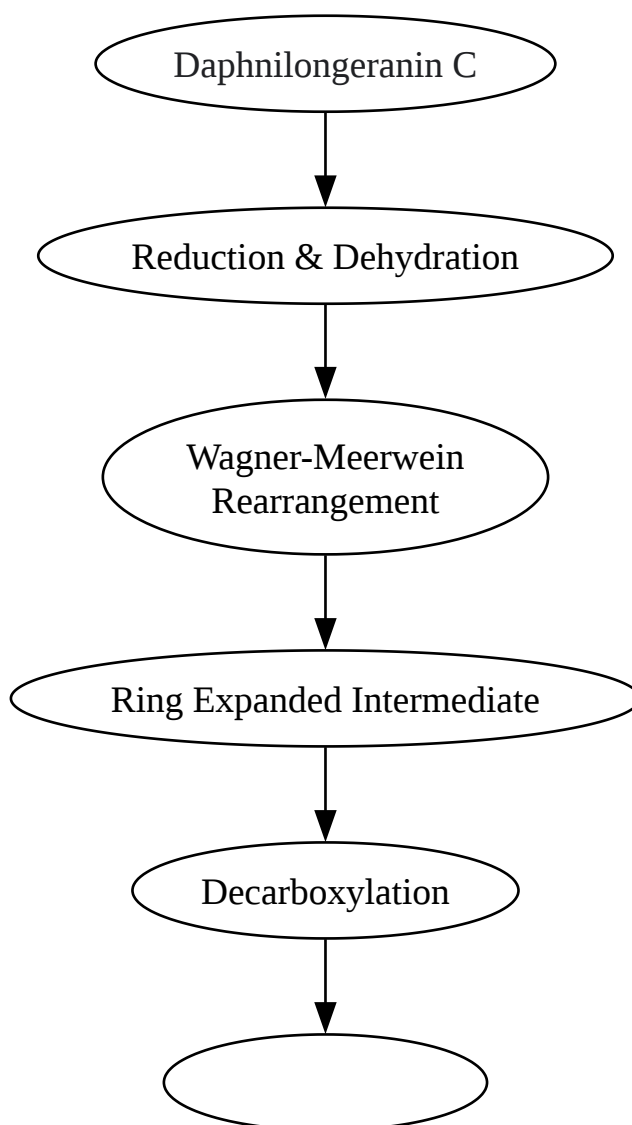 Daphnilongeranin C
Reduction & Dehydration
Wagner-Meerwein
Rearrangement
Ring Expanded Intermediate
Decarboxylation